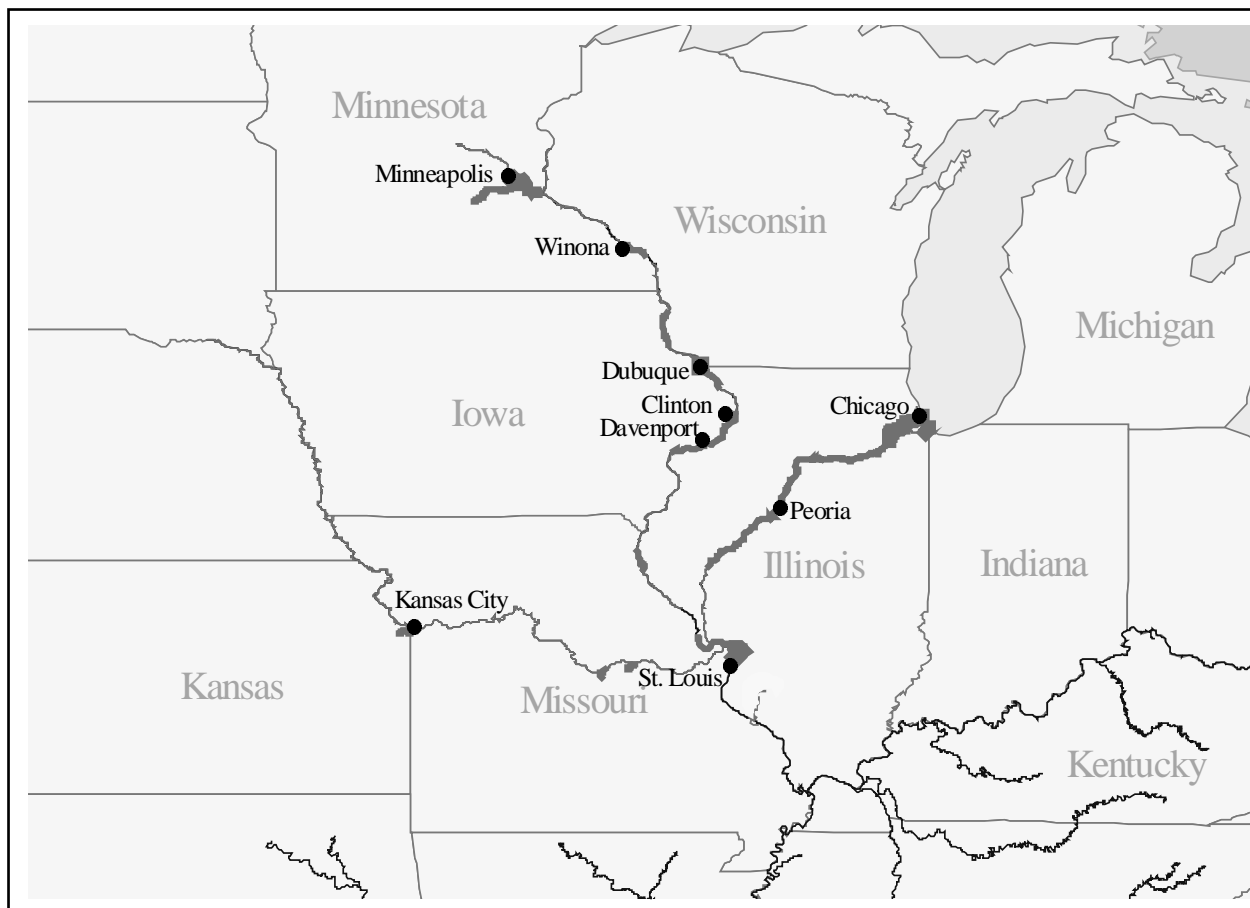 Minnesota
Minneapolis
Wisconsin
Winona
Michigan
Dubuque
Iowa
Clinton
Chicago
Davenport
Peoria
Illinois
Indiana
Kansas City
Kansas
St. Louis
Missouri
Kentucky